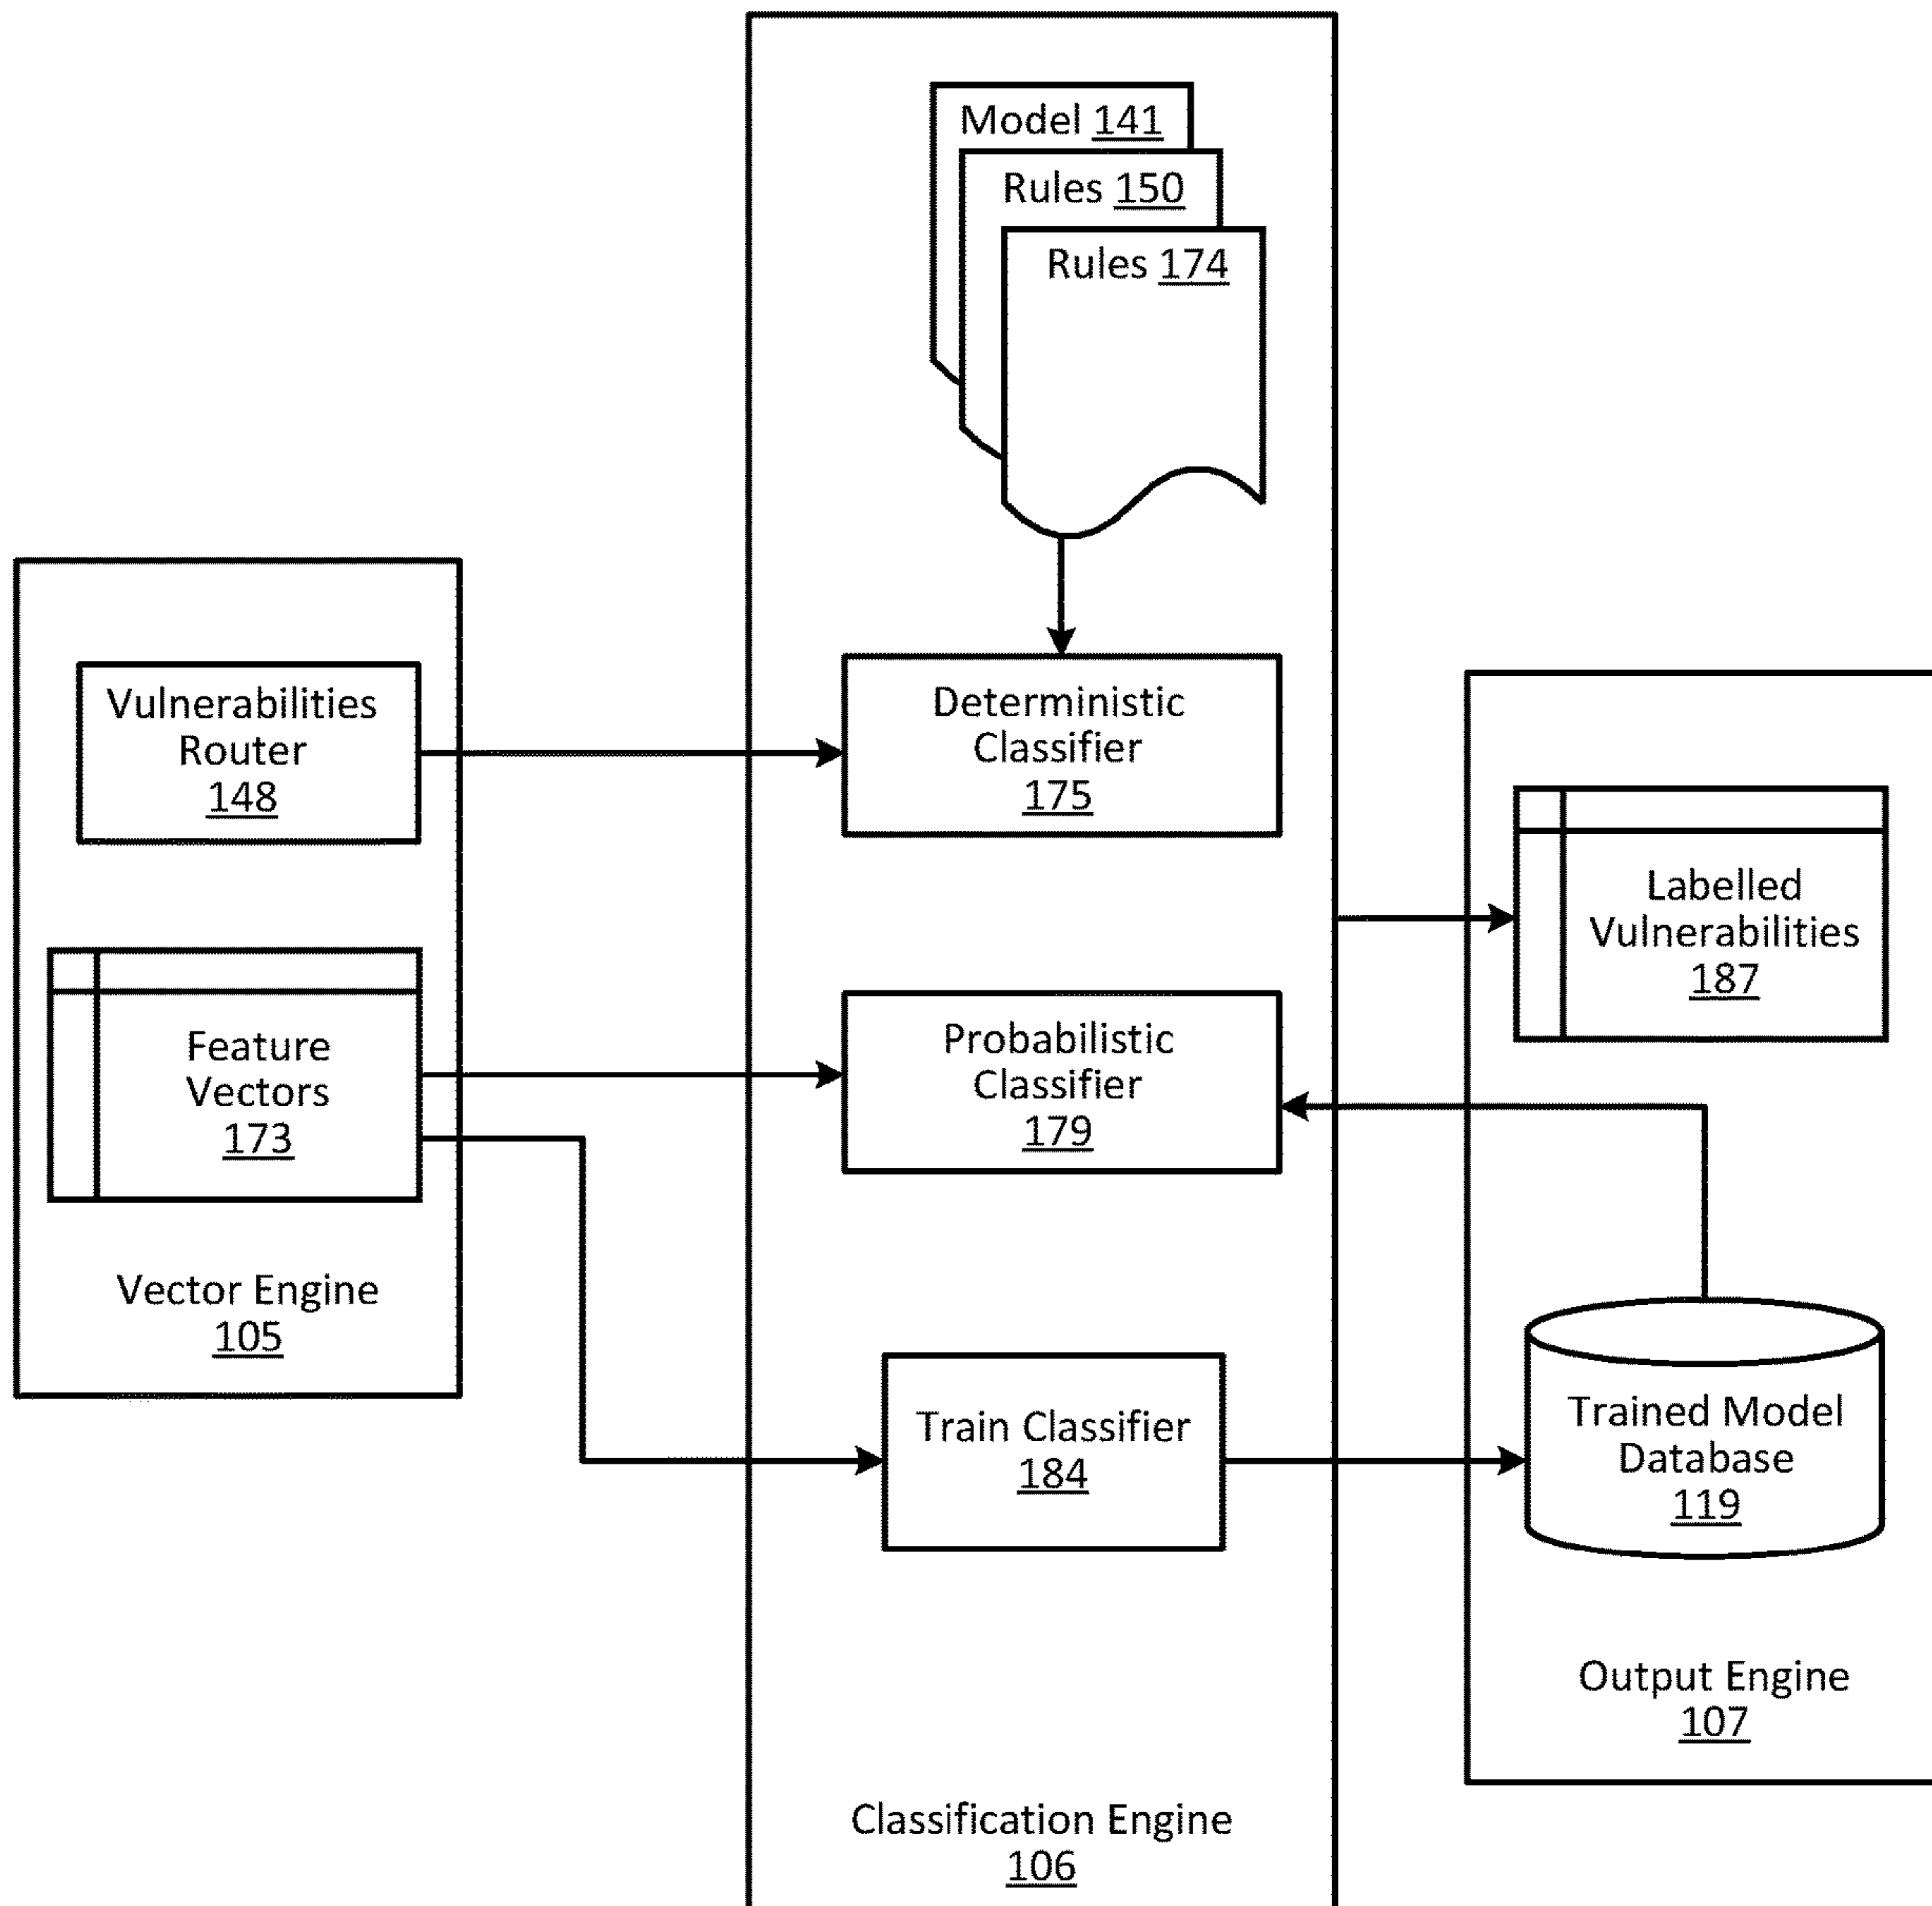 Model 141
Rules 150
Rules 174
Vulnerabilities
Router
148
Deterministic
Classifier
175
Labelled
Vulnerabilities
187
Feature
Vectors
173
Probabilistic
Classifier
179
Vector Engine
105
Train Classifier
184
Trained Model
Database
119
Output Engine
107
Classification Engine
106